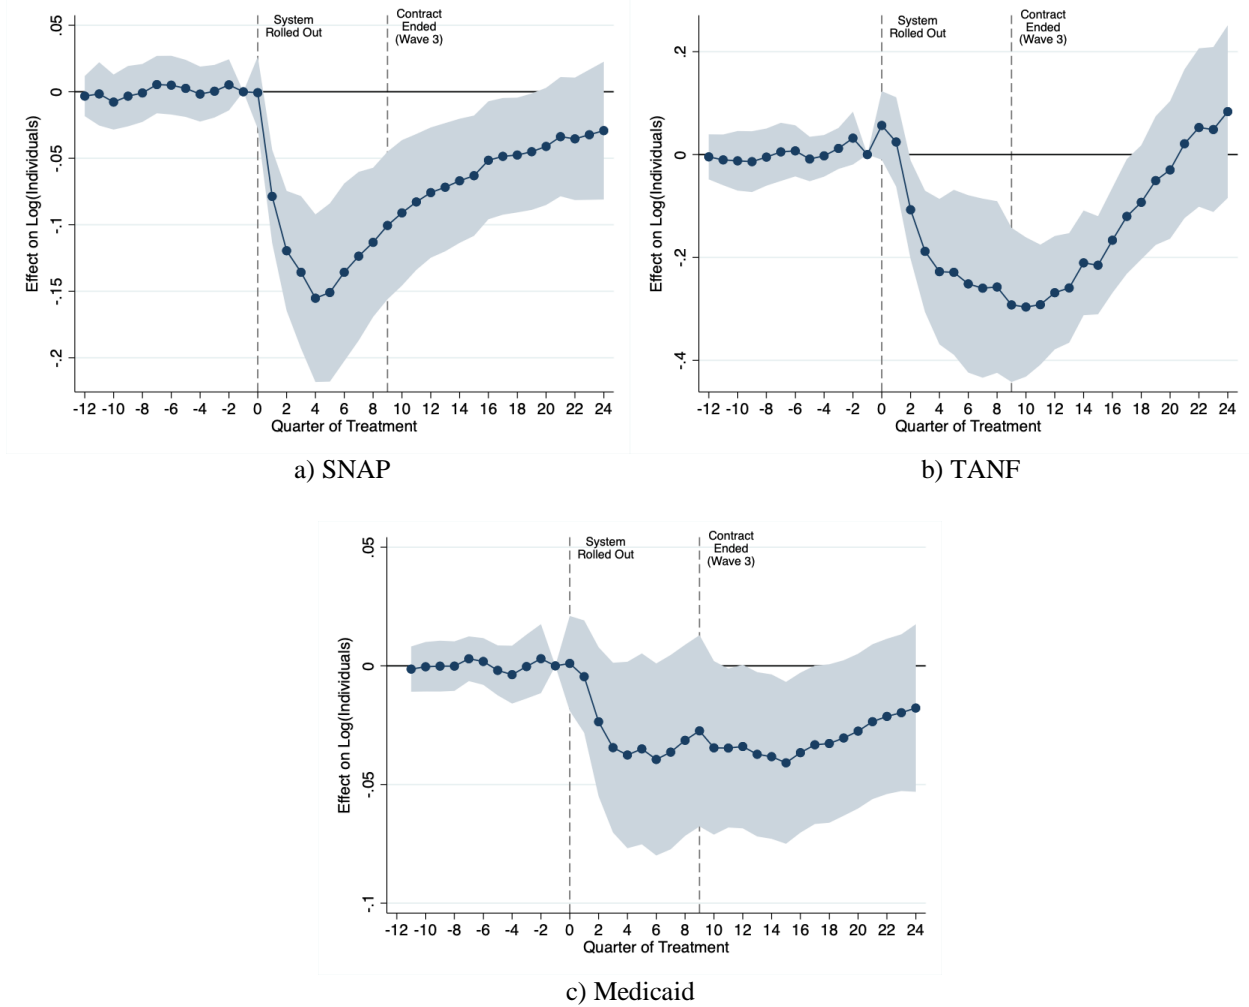 System
Rolled Out
Contract
Ended
(Wave 3)
.05
0
.05
-.1
-.15
-.2
Effect on Log(Individuals)
-12 -10 -8 -6 -4 -2 0 2 4 6 8 10 12 14 16 18 20 22 24
Quarter of Treatment
a) SNAP
System
Rolled Out
Contract
Ended
(Wave 3)
.2
0
-.2
-.4
Effect on Log(Individuals)
-12 -10 -8 -6 -4 -2 0 2 4 6 8 10 12 14 16 18 20 22 24
Quarter of Treatment
b) TANF
System
Rolled Out
Contract
Ended
(Wave 3)
.05
0
-.05
-.1
Effect on Log(Individuals)
-12 -10 -8 -6 -4 -2 0 2 4 6 8 10 12 14 16 18 20 22 24
Quarter of Treatment
c) Medicaid